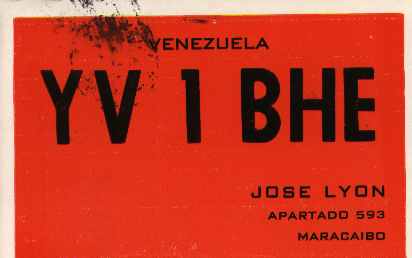 VENEZUELA
YV 1 BHE
JOSE LYON
APARTADO 593
MARACAIBO